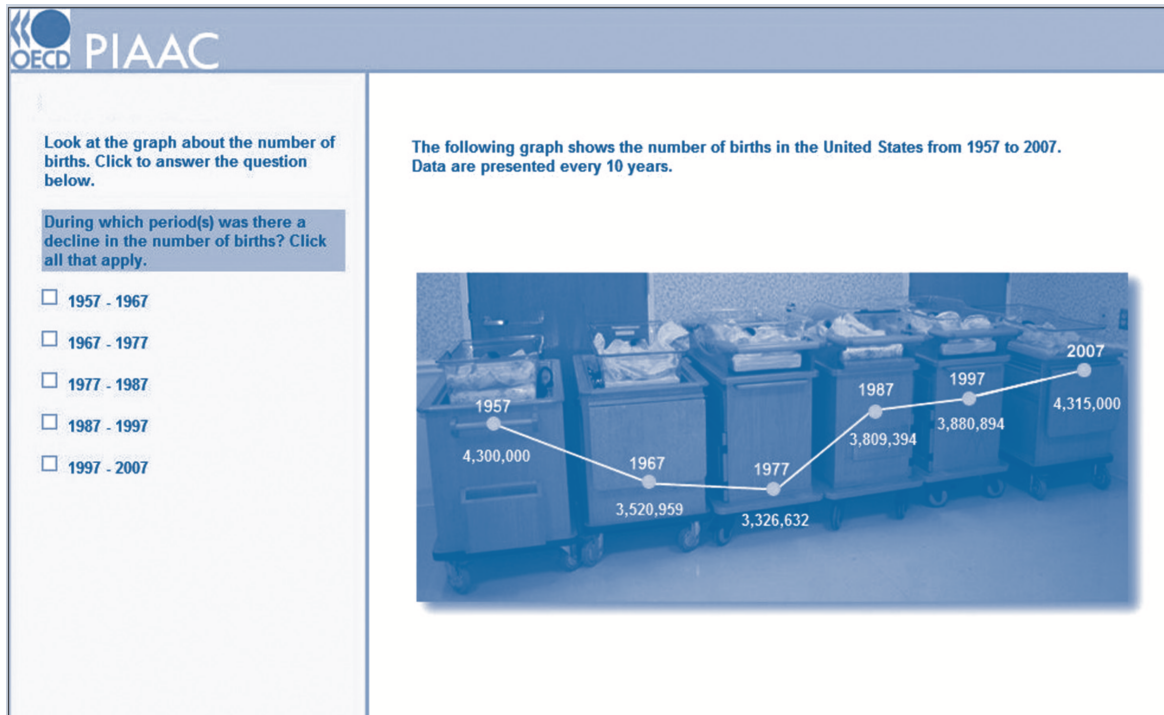 OECD PIAAC
Look at the graph about the number of
births. Click to answer the question
below.
During which period(s) was there a
decline in the number of births? Click
all that apply.
1957 - 1967
1967 - 1977
1977 - 1987
1987 - 1997
1997 - 2007
The following graph shows the number of births in the United States from 1957 to 2007.
Data are presented every 10 years.
1957
4,300,000
1967
3,520,959
1977
3,326,632
1987
3,809,394
1997
3,880,894
2007
4,315,000